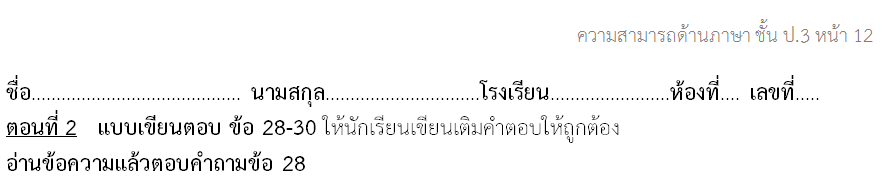 ความสามารถด้านภาษา ชั้น ป.3 หน้า 12
ชื่อ.......................................... นามสกุล...............................โรงเรียน........................ห้องที่.... เลขที่.....
ตอนที่ 2 แบบเขียนตอบ ข้อ 28-30 ให้นักเรียนเขียนเติมคำตอบให้ถูกต้อง
อ่านข้อความแล้วตอบคำถามข้อ 28